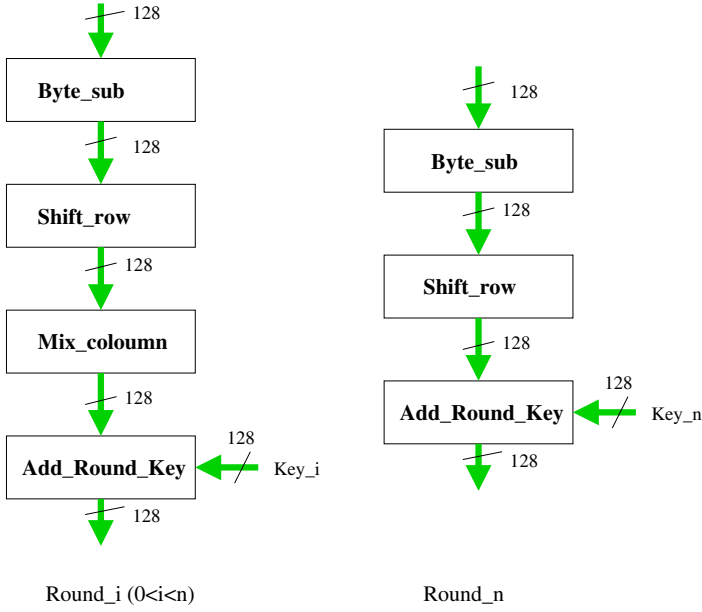 128
Byte_sub
128
Shift_row
128
Mix_coloumn
128
128
Add_Round_Key
Key_i
128
Round_i (0<i<n)
128
Byte_sub
128
Shift_row
128
128
Add_Round_Key
Key_n
128
Round_n